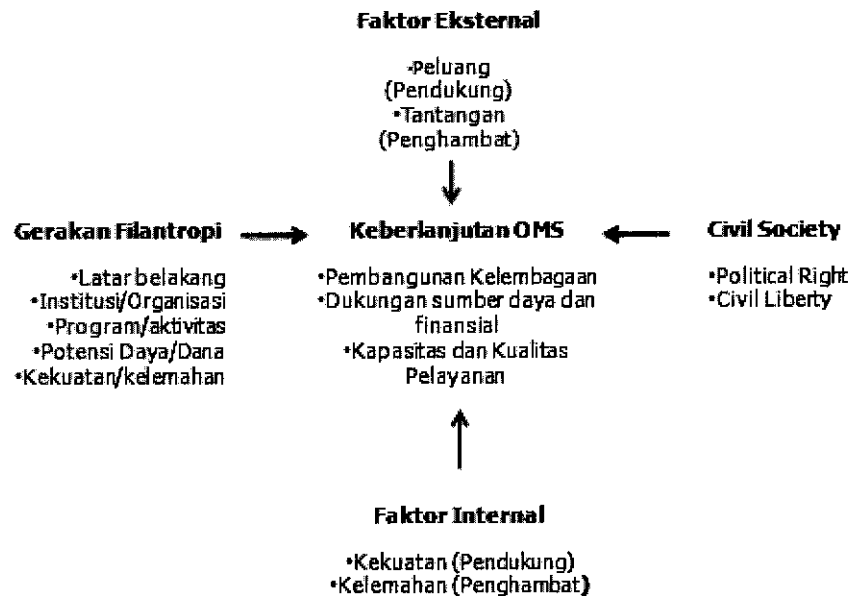 Faktor Eksternal
•Peluang
(Pendukung)
•Tantangan
(Penghambat)
Gerakan Filantropi
•Latar belakang
•Institusi/Organisasi
•Program/aktivitas
•Potensi Daya/Dana
•Kekuatan/kelemahan
Keberlanjutan OMS
•Pembangunan Kelembagaan
•Dukungan sumber daya dan
finansial
•Kapasitas dan Kualitas
Pelayanan
Civil Society
•Political Right
•Civil Liberty
Faktor Internal
•Kekuatan (Pendukung)
•Kelemahan (Penghambat)